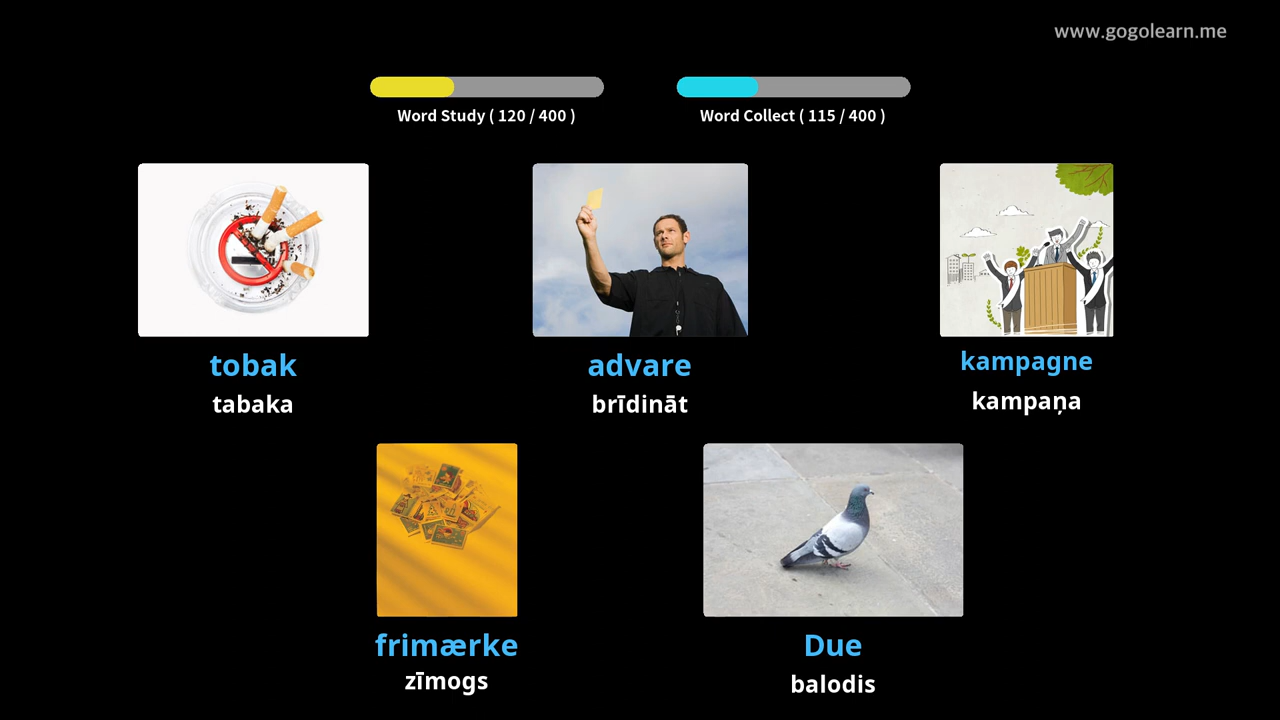 www.gogolearn.me
Word Study ( 120 / 400 )
Word Collect ( 115 / 400 )
tobak
tabaka
advare
brīdināt
kampagne
kampaņa
frimærke
zīmogs
Due
balodis